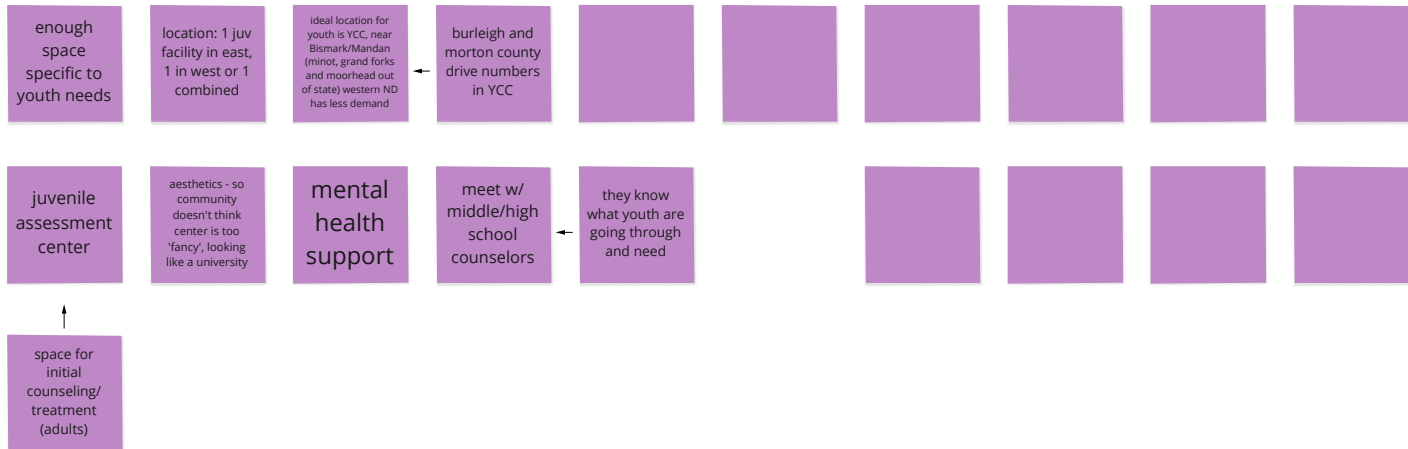 enough
space
specific to
youth needs
location: 1 juv
facility in east,
1 in west or 1
combined
ideal location for
youth is YCC, near
Bismark/Mandan
(minot, grand forks
and moorhead out
of state) western ND
has less demand
burleigh and
morton county
drive numbers
in YCC
juvenile
assessment
center
aesthetics - so
community
doesn't think
center is too
'fancy', looking
like a university
mental
health
support
meet w/
middle/high
school
counselors
they know
what youth are
going through
and need
space for
initial
counseling/
treatment
(adults)